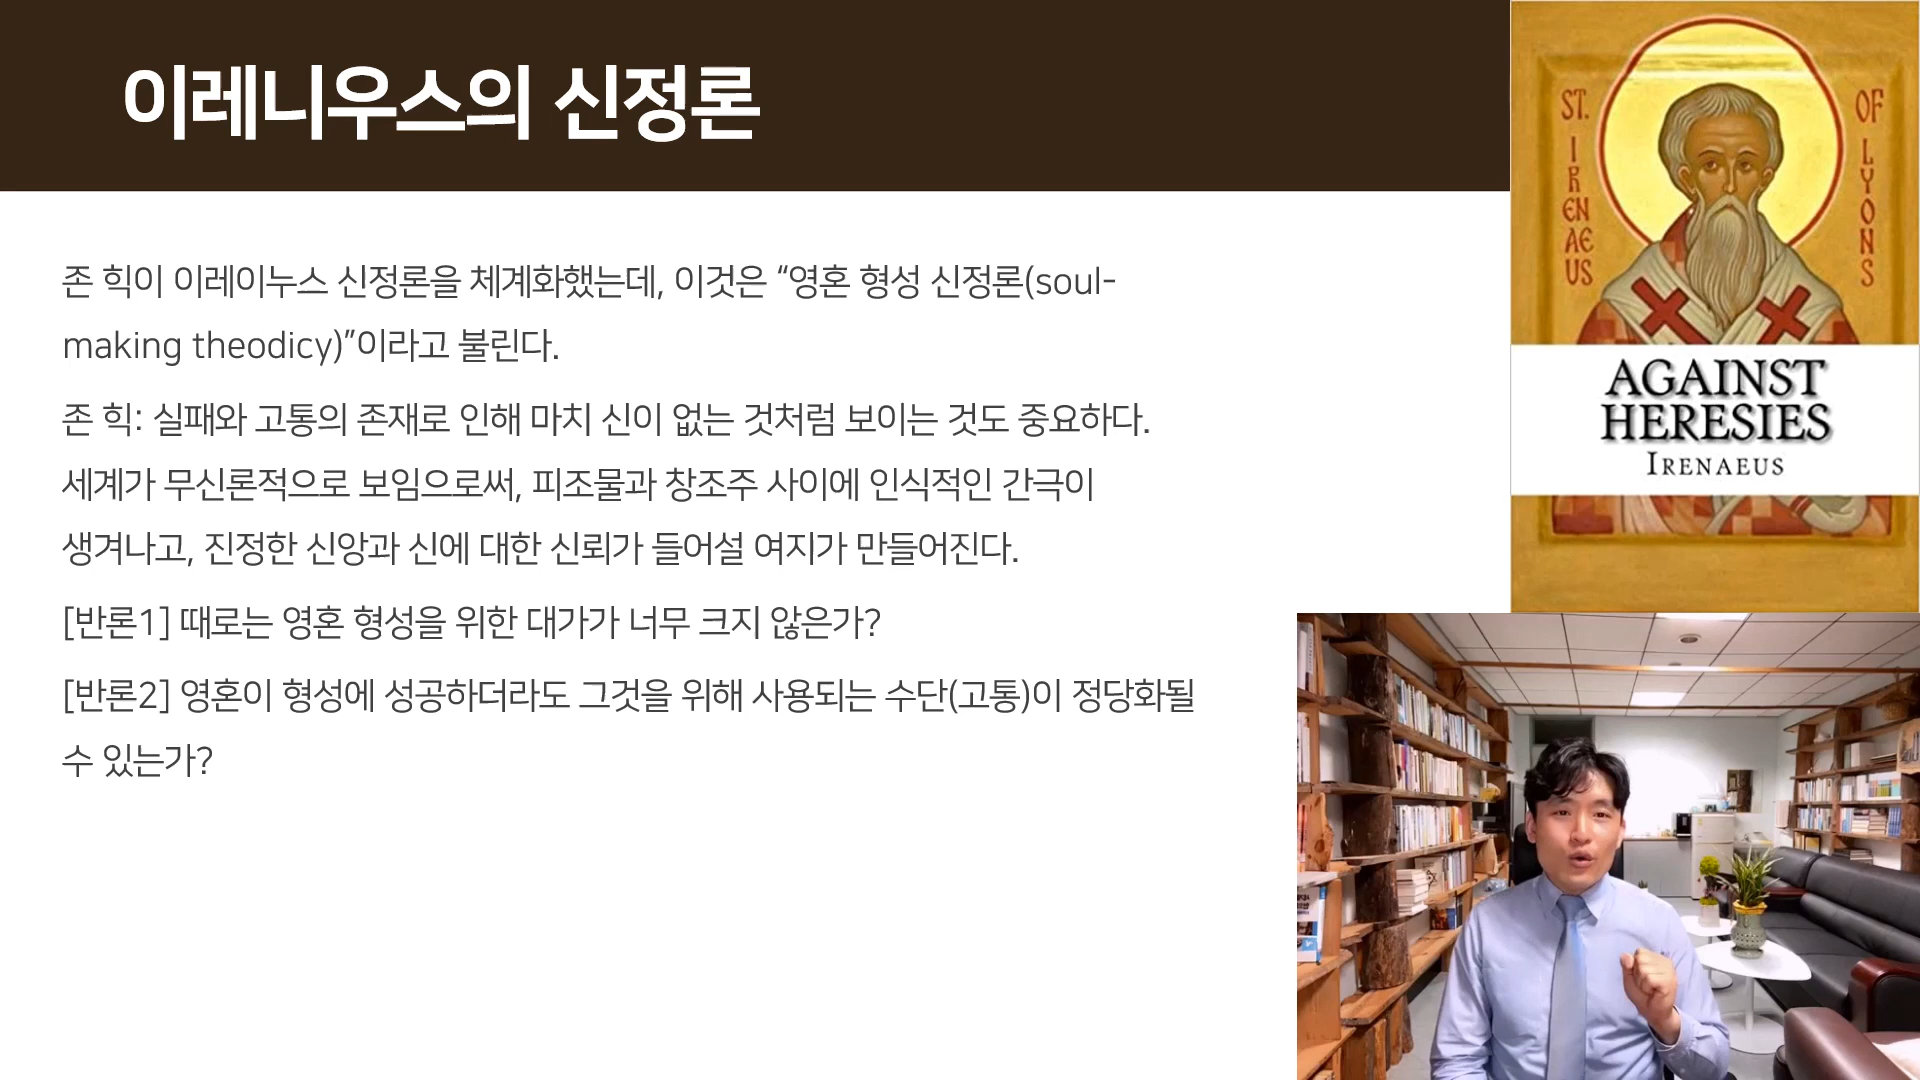 이레니우스의 신정론
존 힉이 이레이누스 신정론을 체계화했는데, 이것은 “영혼 형성 신정론(soul-
making theodicy)”이라고 불린다.
존 힉: 실패와 고통의 존재로 인해 마치 신이 없는 것처럼 보이는 것도 중요하다.
세계가 무신론적으로 보임으로써, 피조물과 창조주 사이에 인식적인 간극이
생겨나고, 진정한 신앙과 신에 대한 신뢰가 들어설 여지가 만들어진다.
[반론1] 때로는 영혼 형성을 위한 대가가 너무 크지 않은가?
[반론2] 영혼이 형성에 성공하더라도 그것을 위해 사용되는 수단(고통)이 정당화될
수 있는가?
ST. IRENAEUS
OF LYONS
AGAINST
HERESIES
IRENAEUS